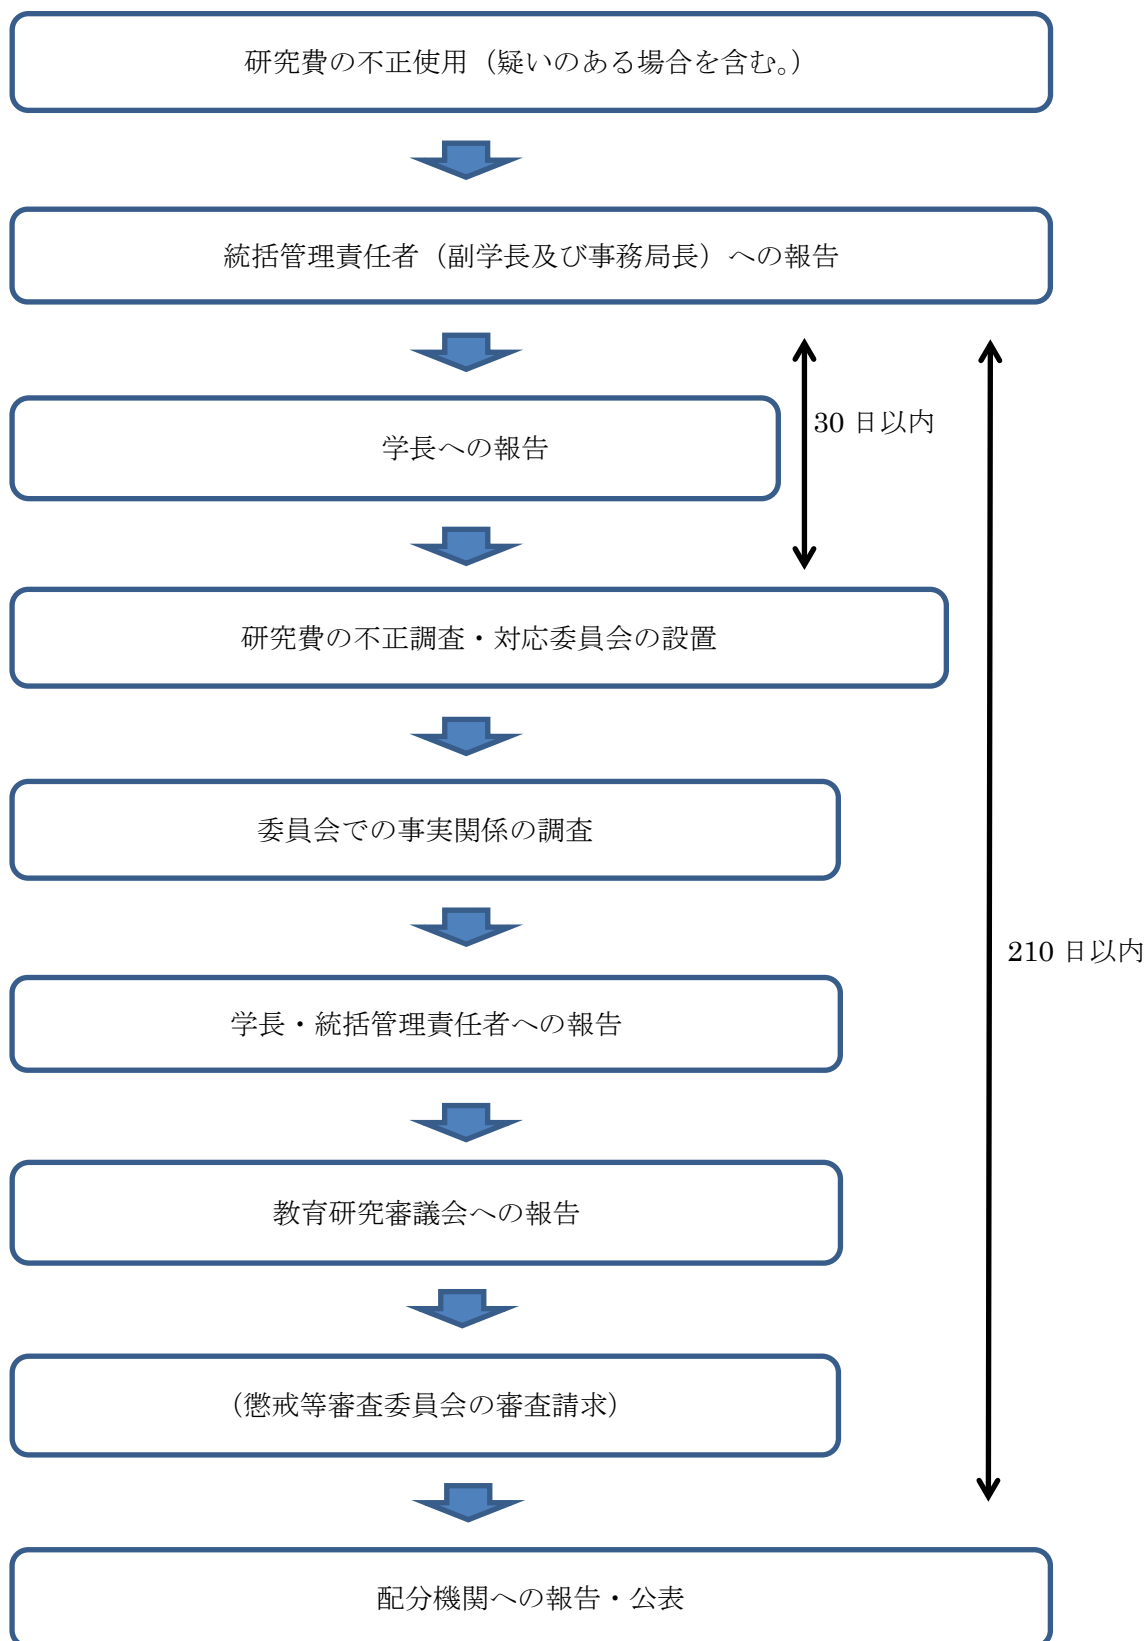 研究費の不正使用（疑いのある場合を含む。）
統括管理責任者（副学長及び事務局長）への報告
学長への報告
30 日以内
研究費の不正調査・対応委員会の設置
委員会での事実関係の調査
210 日以内
学長・統括管理責任者への報告
教育研究審議会への報告
（懲戒等審査委員会の審査請求）
配分機関への報告・公表